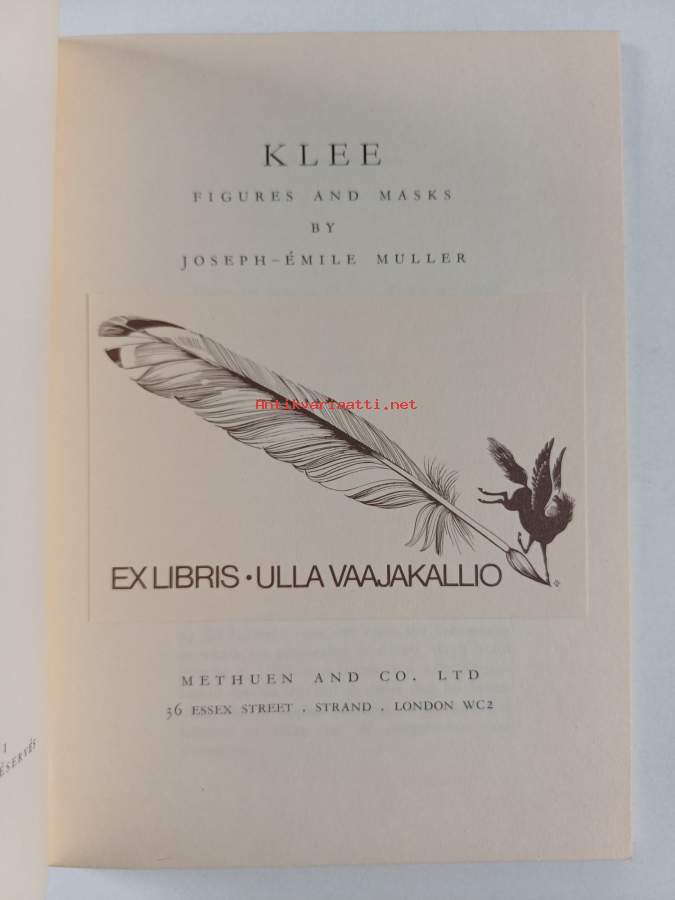 KLEE
FIGURES AND MASKS
BY
JOSEPH-ÉMILE MULLER
Antikvariaatti.net
EX LIBRIS · ULLA VAAJAKALLIO
METHUEN AND CO. LTD
36 ESSEX STREET . STRAND . LONDON WC2